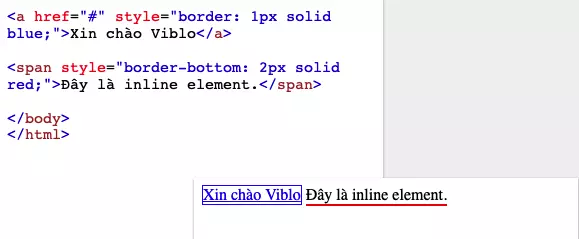 <a href="#" style="border: 1px solid
blue;">Xin chào Viblo</a>
<span style="border-bottom: 2px solid
red;">Đây là inline element.</span>
</body>
</html>
Xin chào Viblo Đây là inline element.